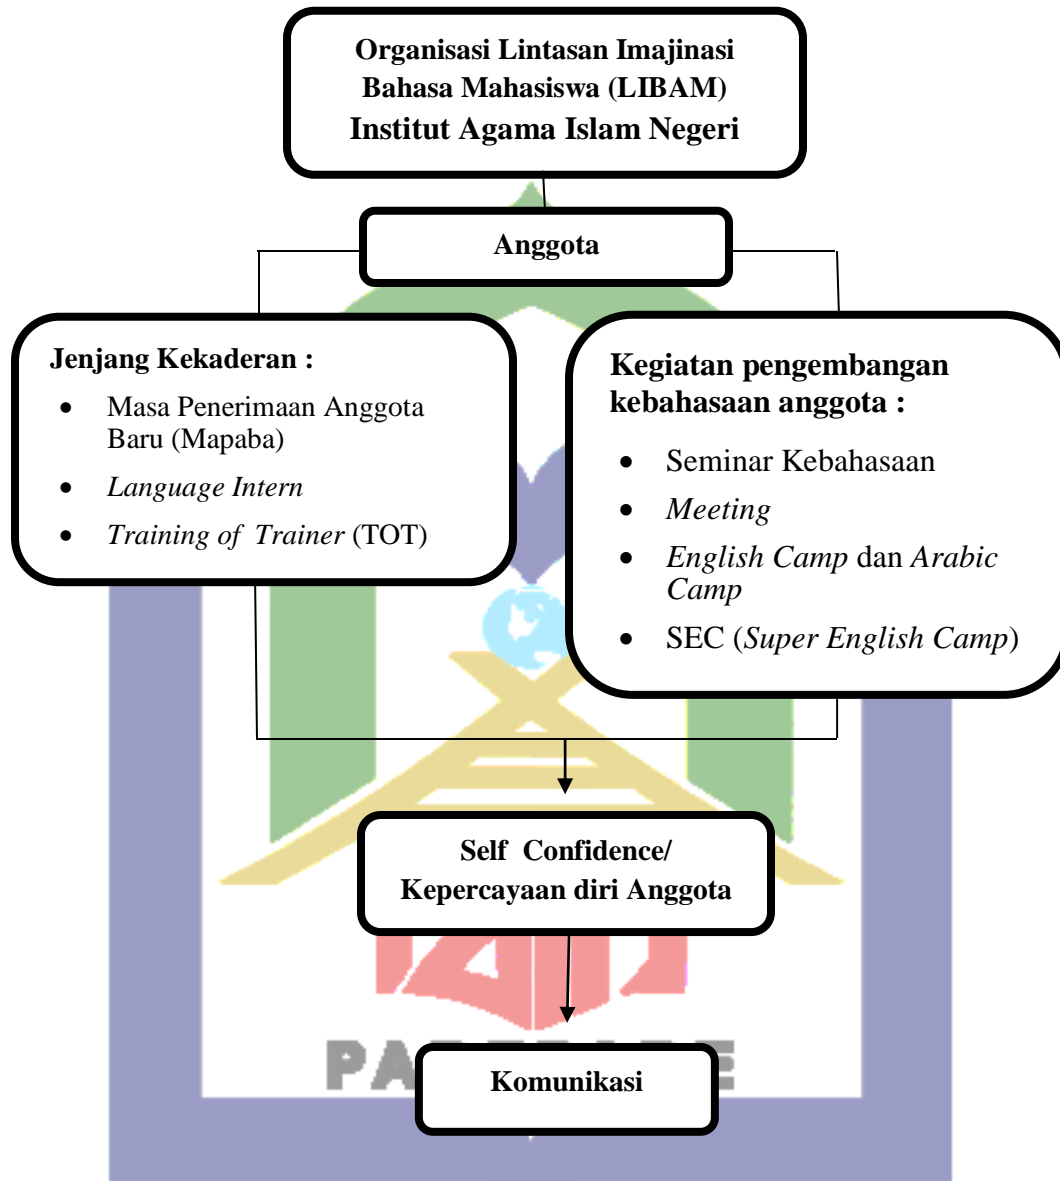 Organisasi Lintasan Imajinasi
Bahasa Mahasiswa (LIBAM)
Institut Agama Islam Negeri
Anggota
Jenjang Kekaderan :
• Masa Penerimaan Anggota
Baru (Mapaba)
• Language Intern
• Training of Trainer (TOT)
Kegiatan pengembangan
kebahasaan anggota :
• Seminar Kebahasaan
• Meeting
• English Camp dan Arabic
Camp
• SEC (Super English Camp)
Self Confidence/
Kepercayaan diri Anggota
Komunikasi